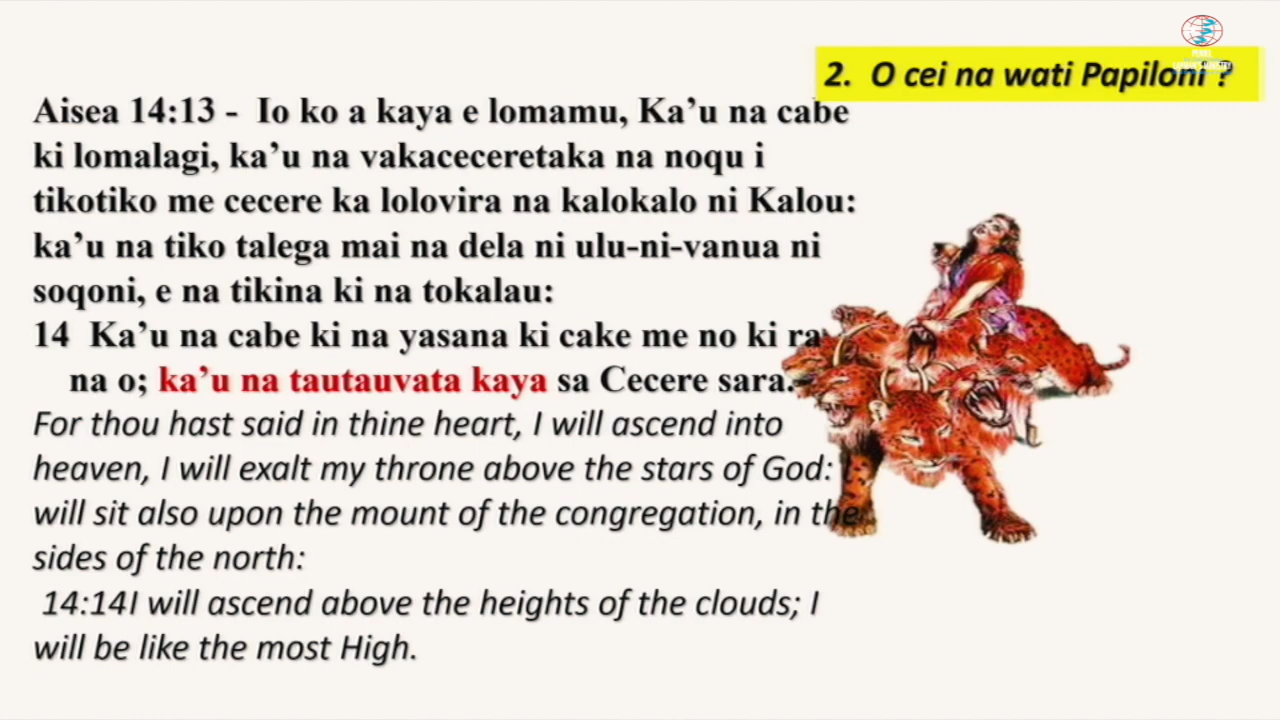 2. O cei na wati Papiloni ?
Aisea 14:13 - Io ko a kaya e lomamu, Ka’u na cabe
ki lomalagi, ka’u na vakaceceretaka na noqu i
tikotiko me cecere ka lolovira na kalokalo ni Kalou:
ka’u na tiko talega mai na dela ni ulu-ni-vanua ni
soqoni, e na tikina ki na tokalau:
14 Ka’u na cabe ki na yasana ki cake me no ki ra
na o; ka’u na tautauvata kaya sa Cecere sara.
For thou hast said in thine heart, I will ascend into
heaven, I will exalt my throne above the stars of God: I
will sit also upon the mount of the congregation, in the
sides of the north:
14:14I will ascend above the heights of the clouds; I
will be like the most High.